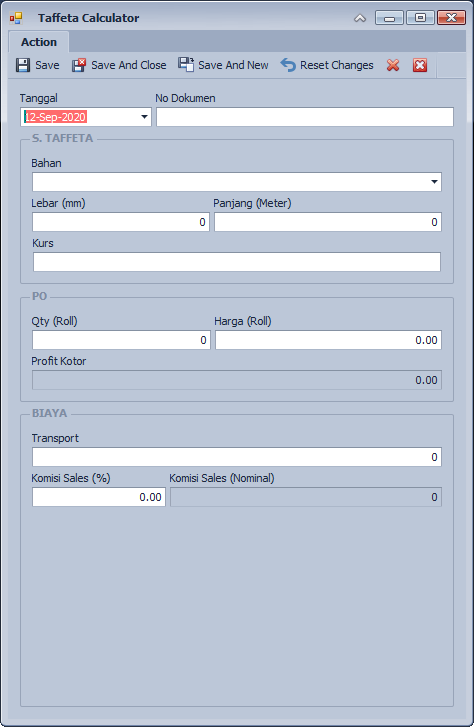 Taffeta Calculator
Action
Save Save And Close Save And New Reset Changes
Tanggal No Dokumen
12-Sep-2020
S. TAFFETA
Bahan
Lebar (mm) Panjang (Meter)
0 0
Kurs
PO
Qty (Roll) Harga (Roll)
0 0.00
Profit Kotor
0.00
BIAYA
Transport
0
Komisi Sales (%) Komisi Sales (Nominal)
0.00 0